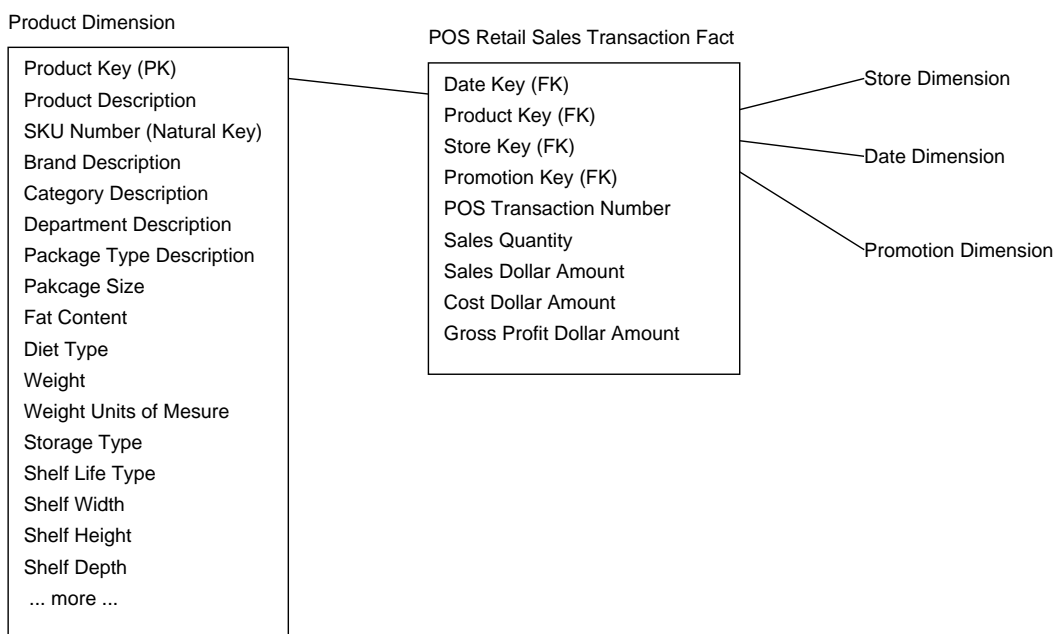 Product Dimension
Product Key (PK)
Product Description
SKU Number (Natural Key)
Brand Description
Category Description
Department Description
Package Type Description
Pakcage Size
Fat Content
Diet Type
Weight
Weight Units of Mesure
Storage Type
Shelf Life Type
Shelf Width
Shelf Height
Shelf Depth
... more ...
POS Retail Sales Transaction Fact
Date Key (FK)
Product Key (FK)
Store Key (FK)
Promotion Key (FK)
POS Transaction Number
Sales Quantity
Sales Dollar Amount
Cost Dollar Amount
Gross Profit Dollar Amount
Store Dimension
Date Dimension
Promotion Dimension